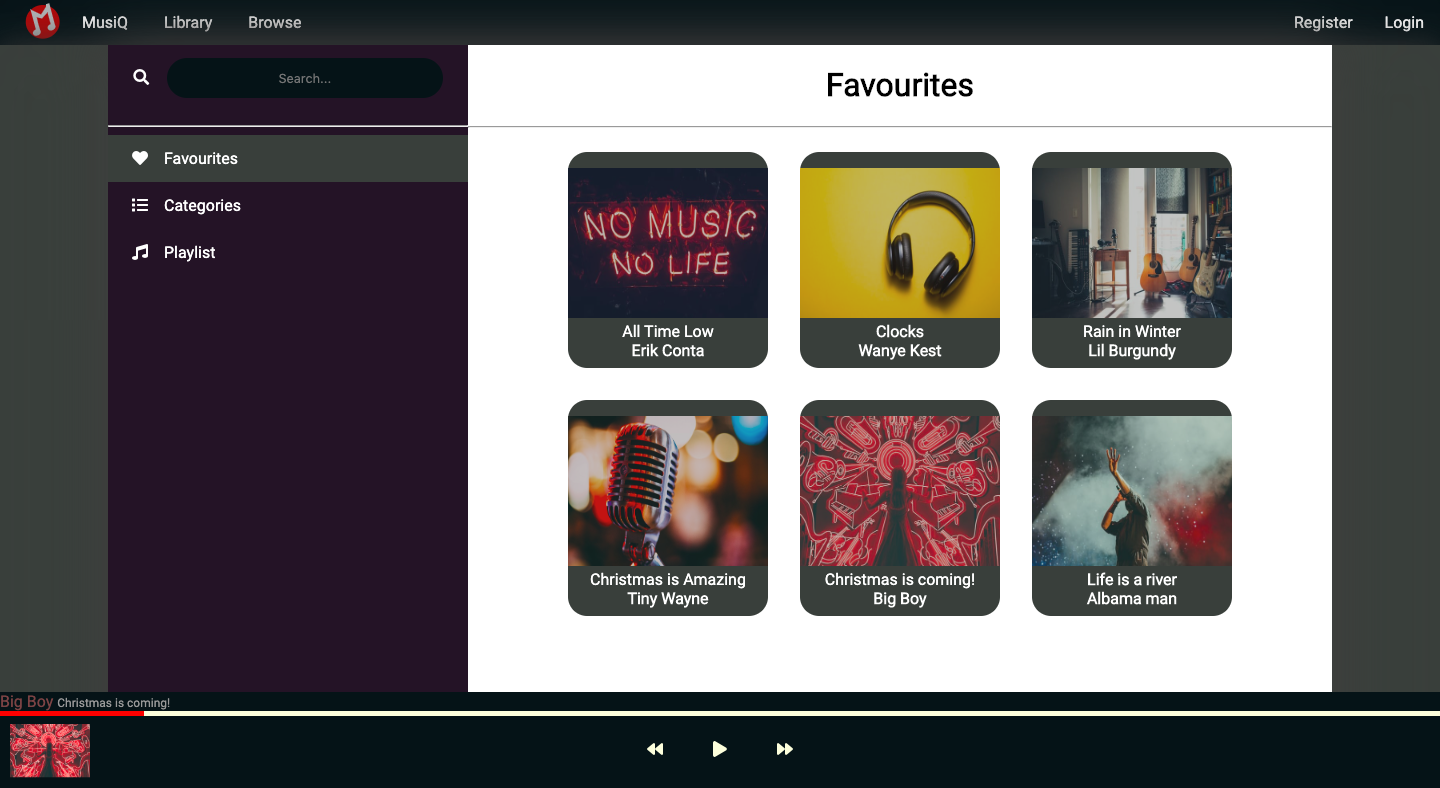 MusiQ Library Browse Register Login
Search...
Favourites
Favourites
Categories
Playlist
NO MUSIC
NO LIFE
All Time Low
Erik Conta
Clocks
Wanye Kest
Rain in Winter
Lil Burgundy
Christmas is Amazing
Tiny Wayne
Christmas is coming!
Big Boy
Life is a river
Albama man
Big Boy Christmas is coming!